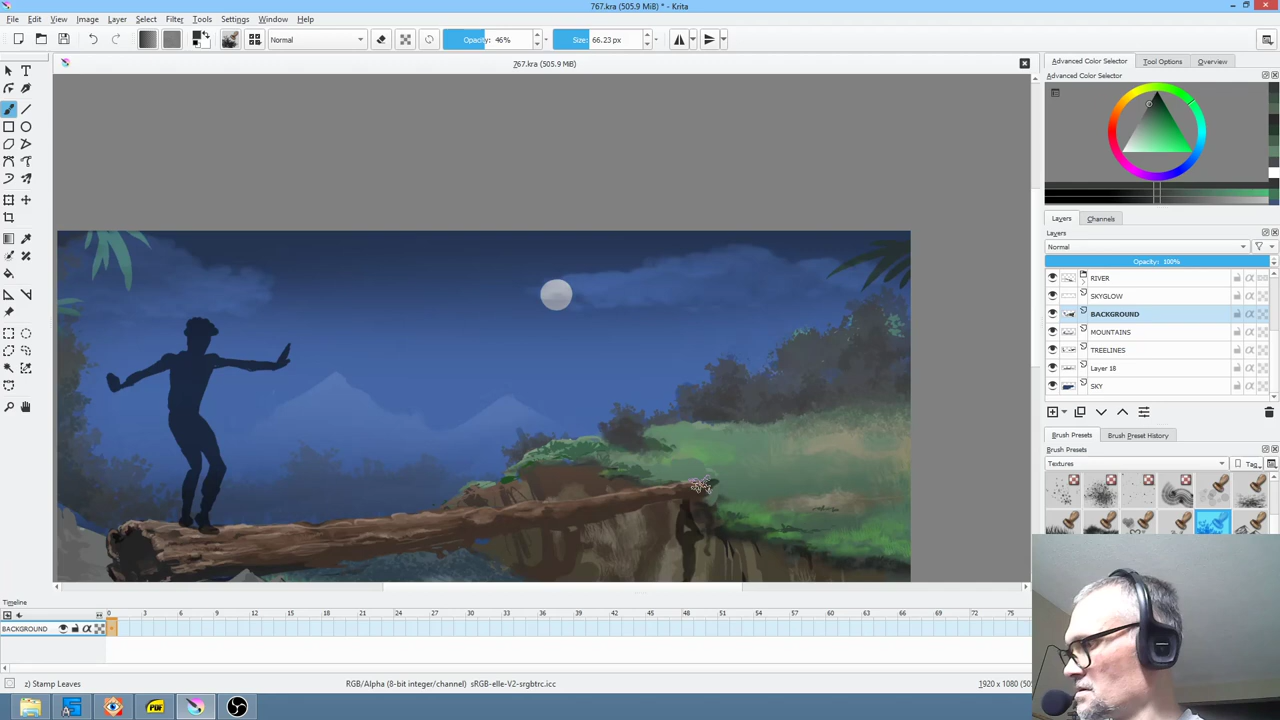 767.kra (505.9 MiB) * - Krita
File Edit View Image Layer Select Filter Tools Settings Window Help
Normal Opacity: 46% Size: 66.23 px
767.kra (505.9 MiB)
Advanced Color Selector Tool Options Overview
Advanced Color Selector
Layers Channels
Layers
Normal
Opacity: 100%
RIVER
SKYGLOW
BACKGROUND
MOUNTAINS
TREELINES
Layer 18
SKY
Brush Presets Brush Preset History
Brush Presets
Textures Tag
Timeline
0 3 6 9 12 15 18 21 24 27 30 33 36 39 42 45 48 51 54 57 60 63 66 69 72 75
BACKGROUND
z) Stamp Leaves RGB/Alpha (8-bit integer/channel) sRGB-elle-V2-srgbtrc.icc 1920 x 1080 (505
PDF